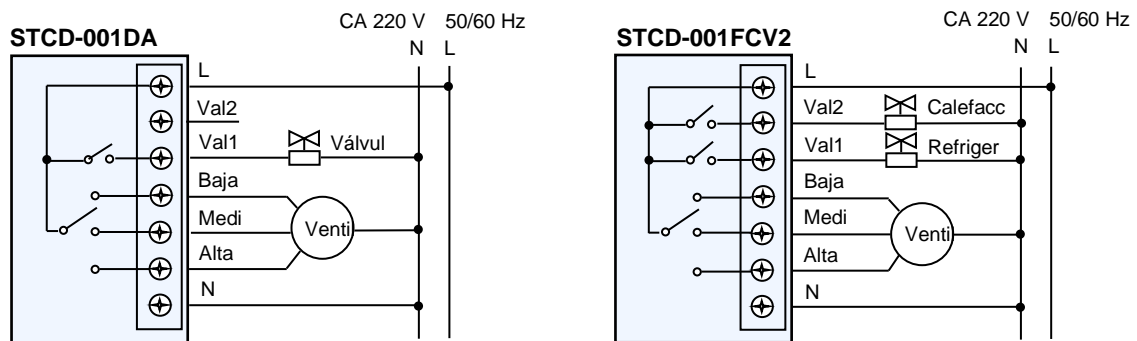 CA 220 V 50/60 Hz
STCD-001DA
N L
L
Val2
Val1
Válvul
Baja
Medi
Venti
Alta
N
CA 220 V 50/60 Hz
STCD-001FCV2
N L
L
Val2
Calefacc
Val1
Refriger
Baja
Medi
Venti
Alta
N